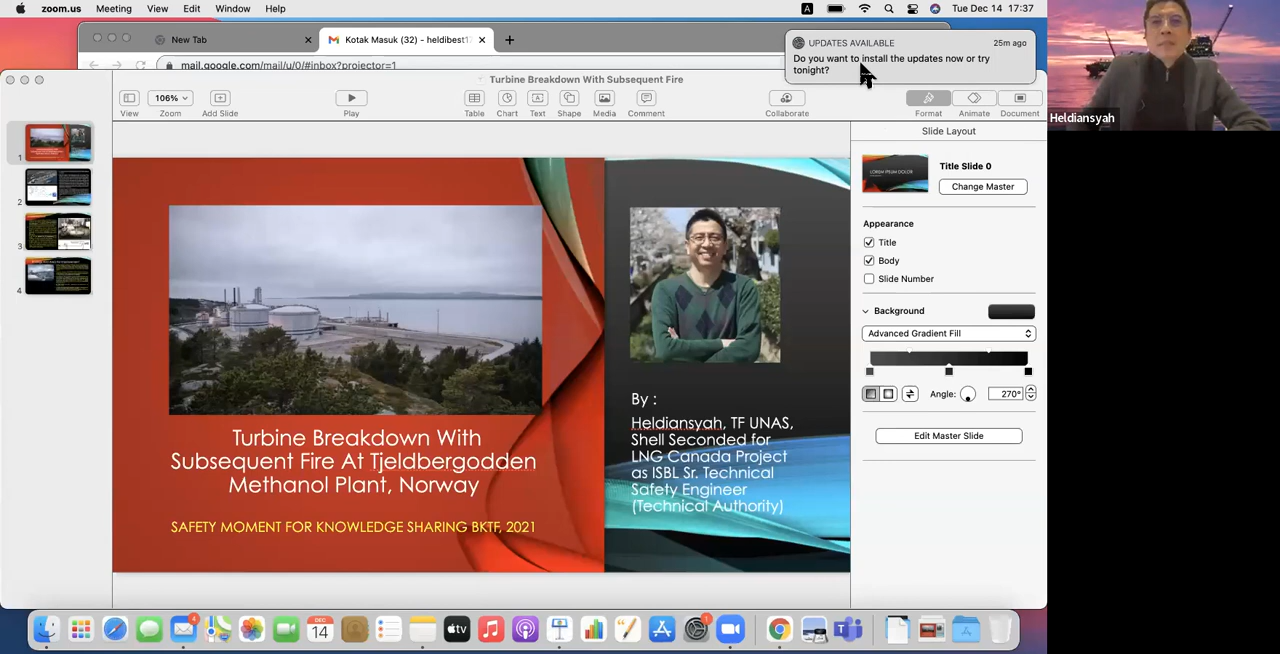 zoom.us Meeting View Edit Window Help
A
Tue Dec 14 17:37
New Tab
Kotak Masuk (32) - heldibest1
mail.google.com/mail/u/0/#inbox?projector=1
UPDATES AVAILABLE 25m ago
Do you want to install the updates now or try
tonight?
Heldiansyah
Turbine Breakdown With Subsequent Fire
106%
View Zoom Add Slide Play Table Chart Text Shape Media Comment Collaborate Format Animate Document
1
2
3
4
Turbine Breakdown With
Subsequent Fire At Tjeldbergodden
Methanol Plant, Norway
SAFETY MOMENT FOR KNOWLEDGE SHARING BKTF, 2021
By :
Heldiansyah, TF UNAS,
Shell Seconded for
LNG Canada Project
as ISBL Sr. Technical
Safety Engineer
(Technical Authority)
Slide Layout
LOREM IPSUM DOLOR
Title Slide 0
Change Master
Appearance
Title
Body
Slide Number
Background
Advanced Gradient Fill
Angle: 270°
Edit Master Slide
4
DEC
14
tv
1